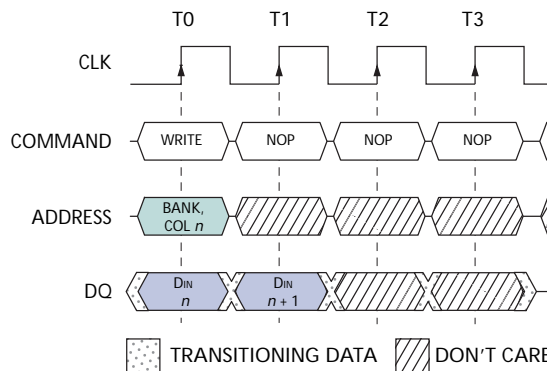 T0 T1 T2 T3
CLK
COMMAND WRITE NOP NOP NOP
ADDRESS BANK,
COL n
DQ DIN
n
DIN
n + 1
TRANSITIONING DATA DON'T CARE